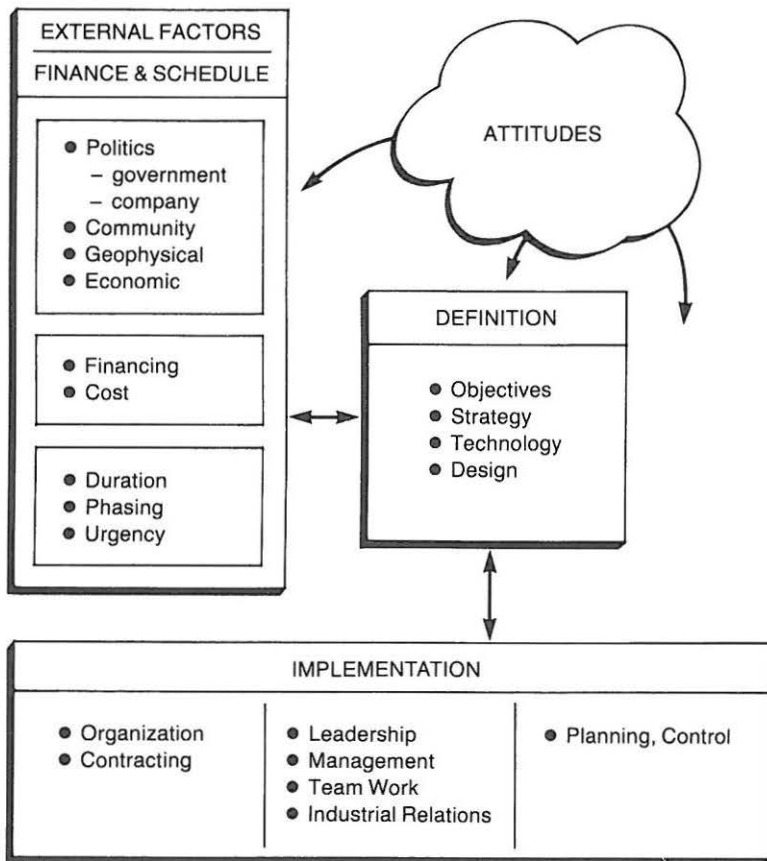 EXTERNAL FACTORS
FINANCE & SCHEDULE
● Politics
– government
– company
● Community
● Geophysical
● Economic
● Financing
● Cost
● Duration
● Phasing
● Urgency
ATTITUDES
DEFINITION
● Objectives
● Strategy
● Technology
● Design
IMPLEMENTATION
● Organization
● Contracting
● Leadership
● Management
● Team Work
● Industrial Relations
● Planning, Control